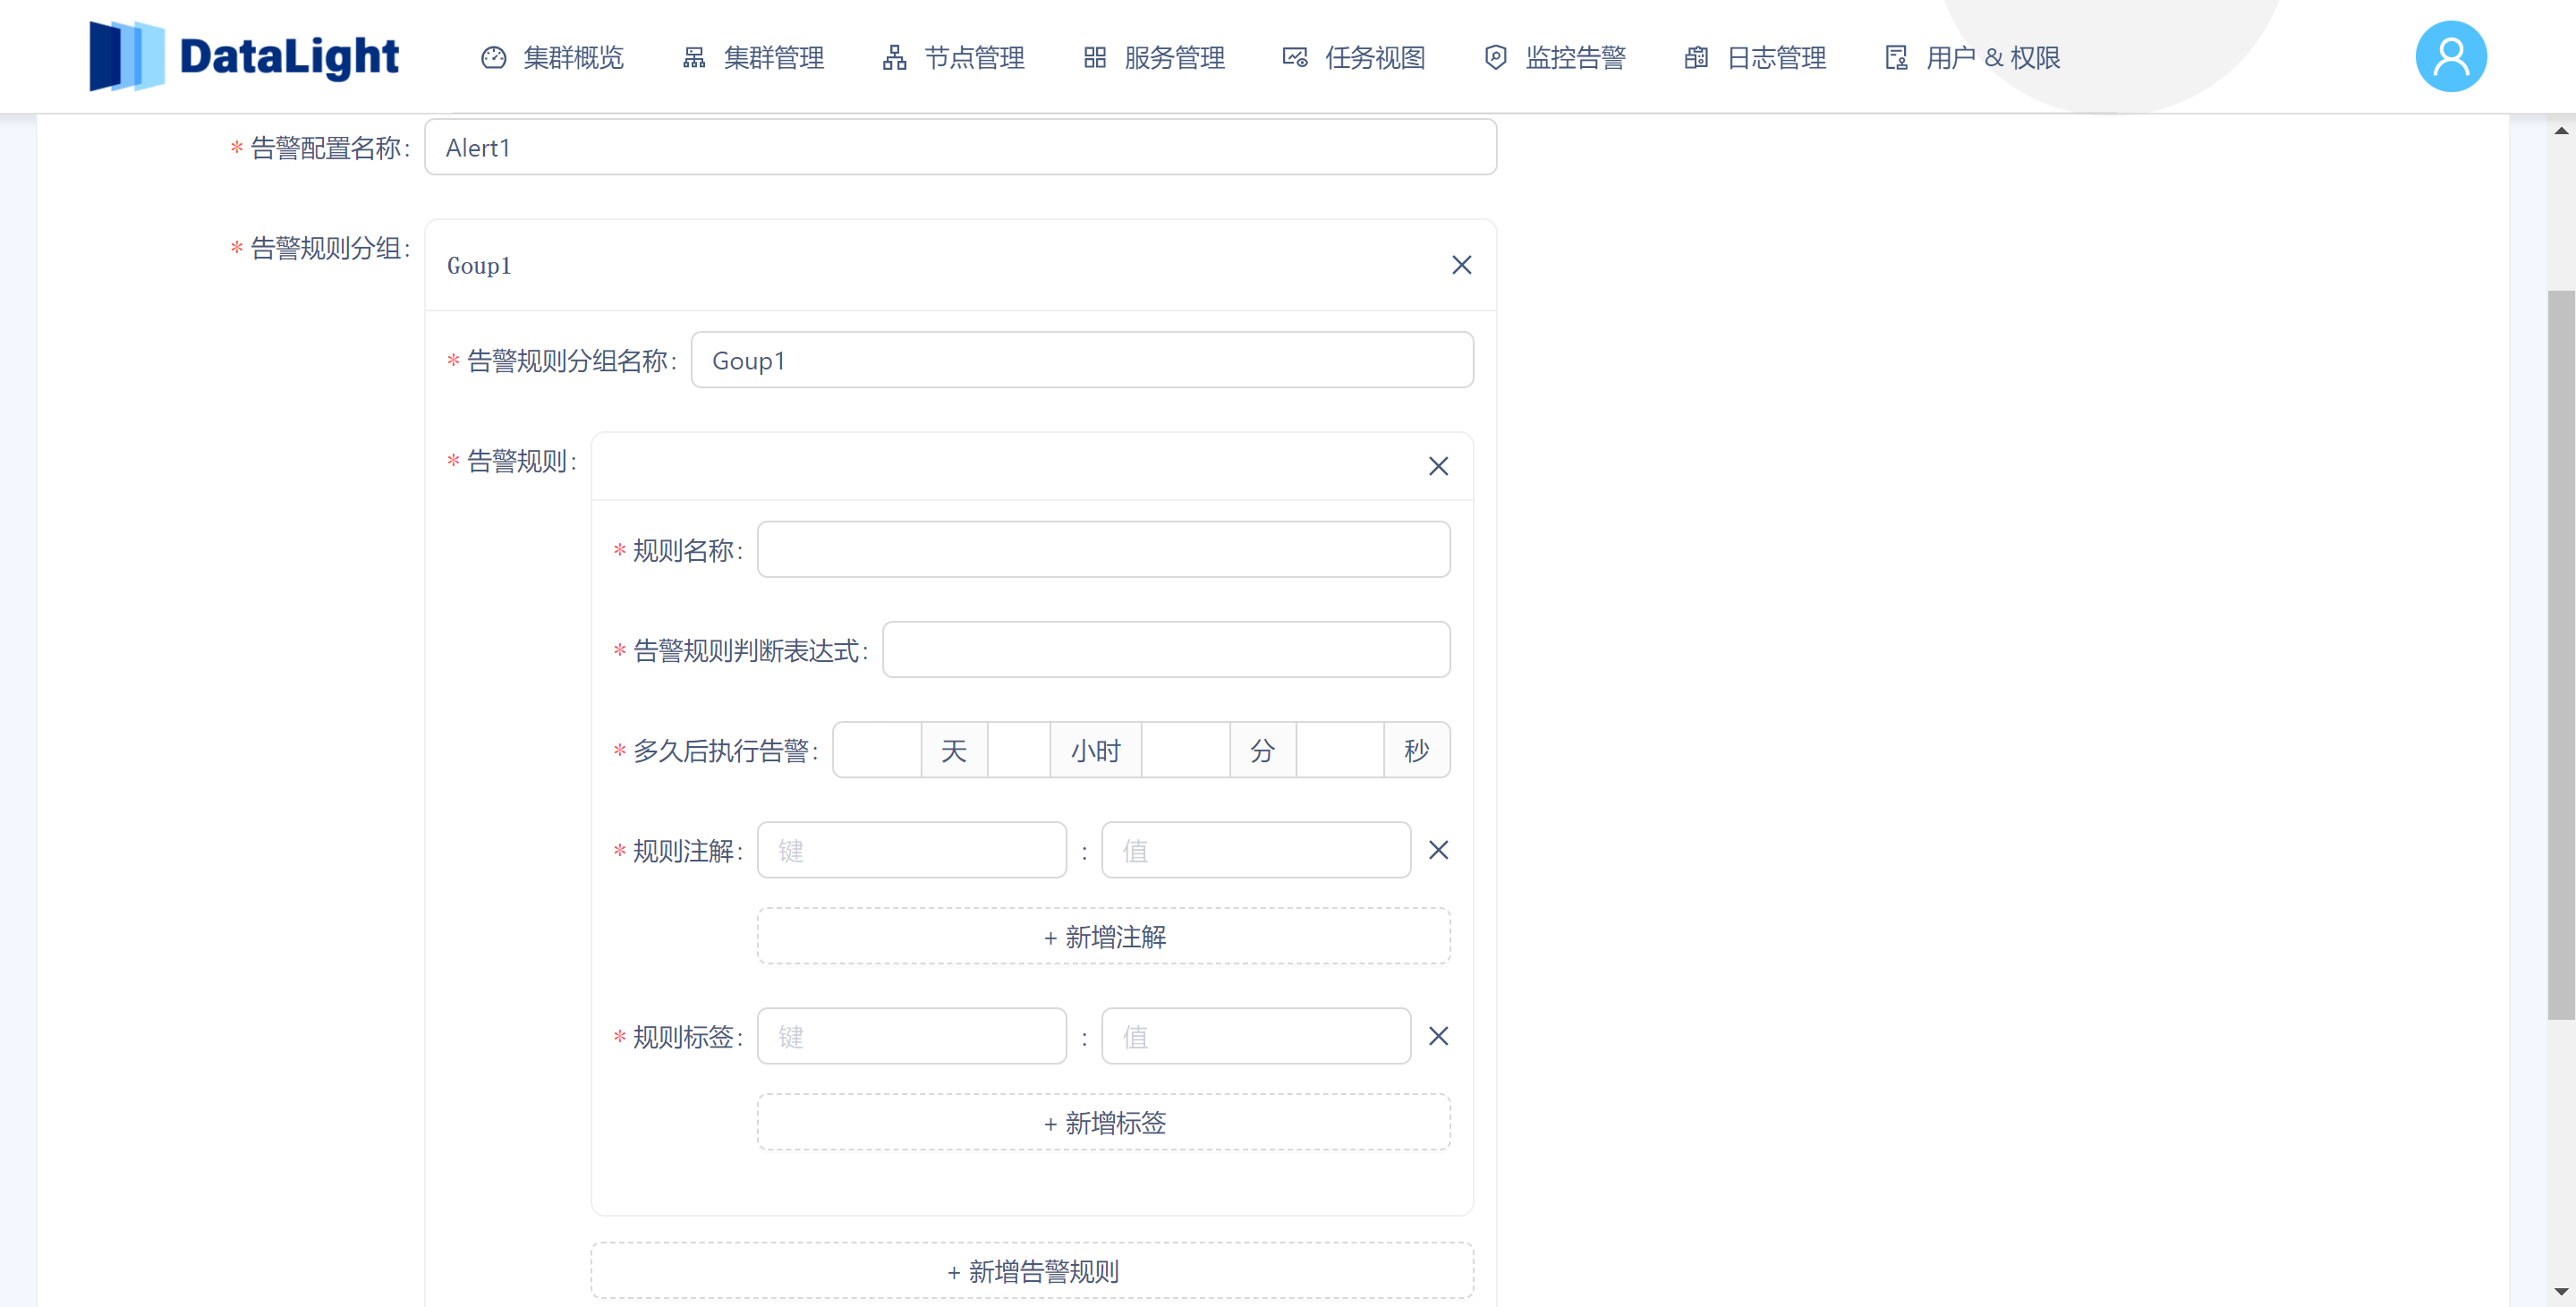 DataLight 集群概览 集群管理 节点管理 服务管理 任务视图 监控告警 日志管理 用户 & 权限
* 告警配置名称: Alert1
* 告警规则分组:
Goup1
* 告警规则分组名称: Goup1
* 告警规则:
* 规则名称:
* 告警规则判断表达式:
* 多久后执行告警: 天 小时 分 秒
* 规则注解: 键 : 值
+ 新增注解
* 规则标签: 键 : 值
+ 新增标签
+ 新增告警规则